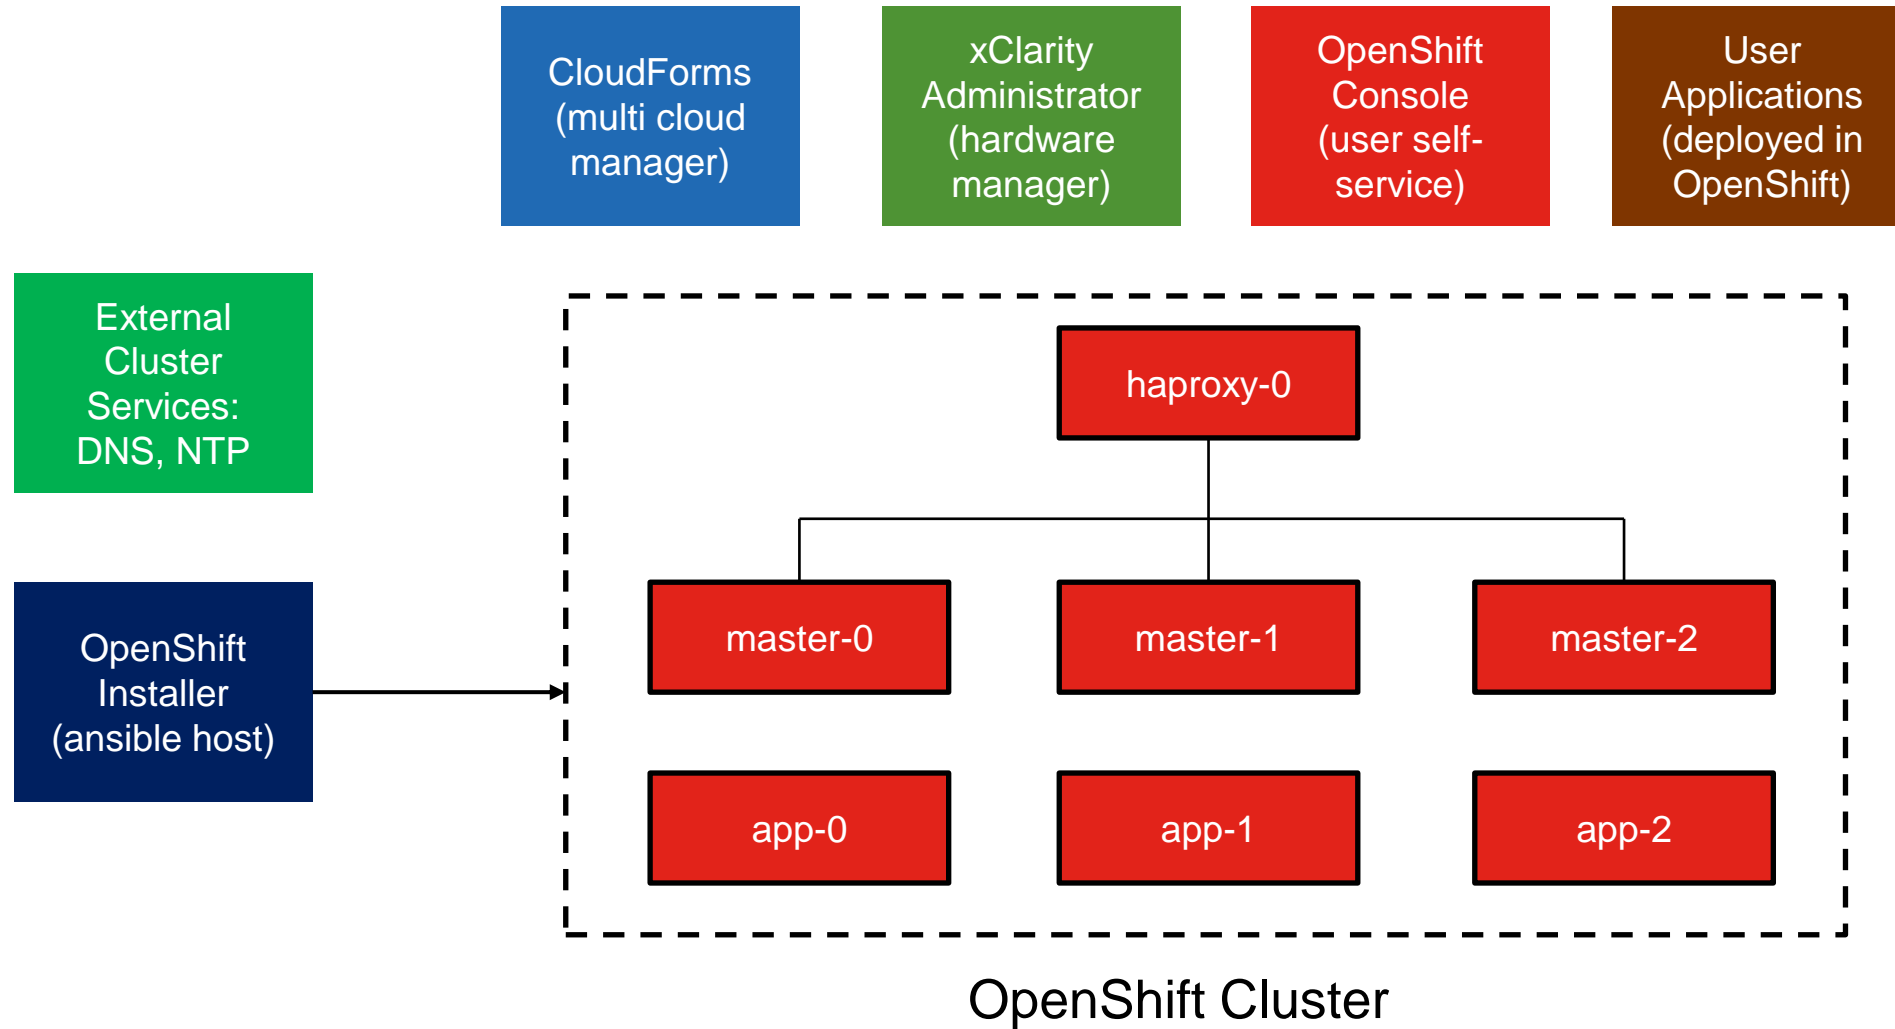 CloudForms
(multi cloud
manager)
xClarity
Administrator
(hardware
manager)
OpenShift
Console
(user self-
service)
User
Applications
(deployed in
OpenShift)
External
Cluster
Services:
DNS, NTP
OpenShift
Installer
(ansible host)
haproxy-0
master-0
master-1
master-2
app-0
app-1
app-2
OpenShift Cluster